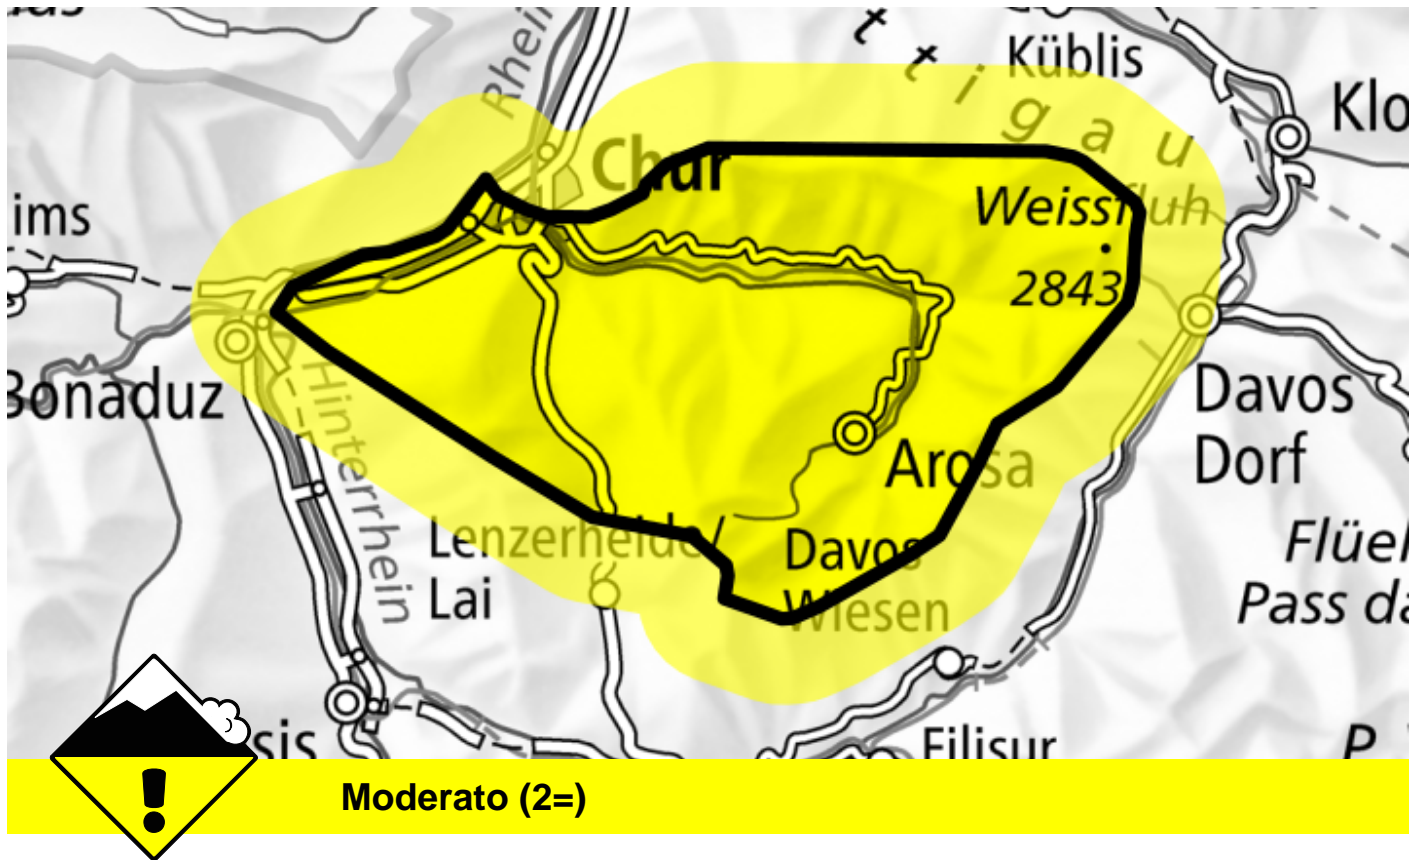 Rhein
t t i g a u
Küblis
Klo
Chur
ims
Weissfluh
2843
Bonaduz
Hinterrhein
Davos
Dorf
Arosa
Lenzerheide/
Lai
Davos
Wiesen
Flüel
Pass da
sis
Filisur
P.
Moderato (2=)